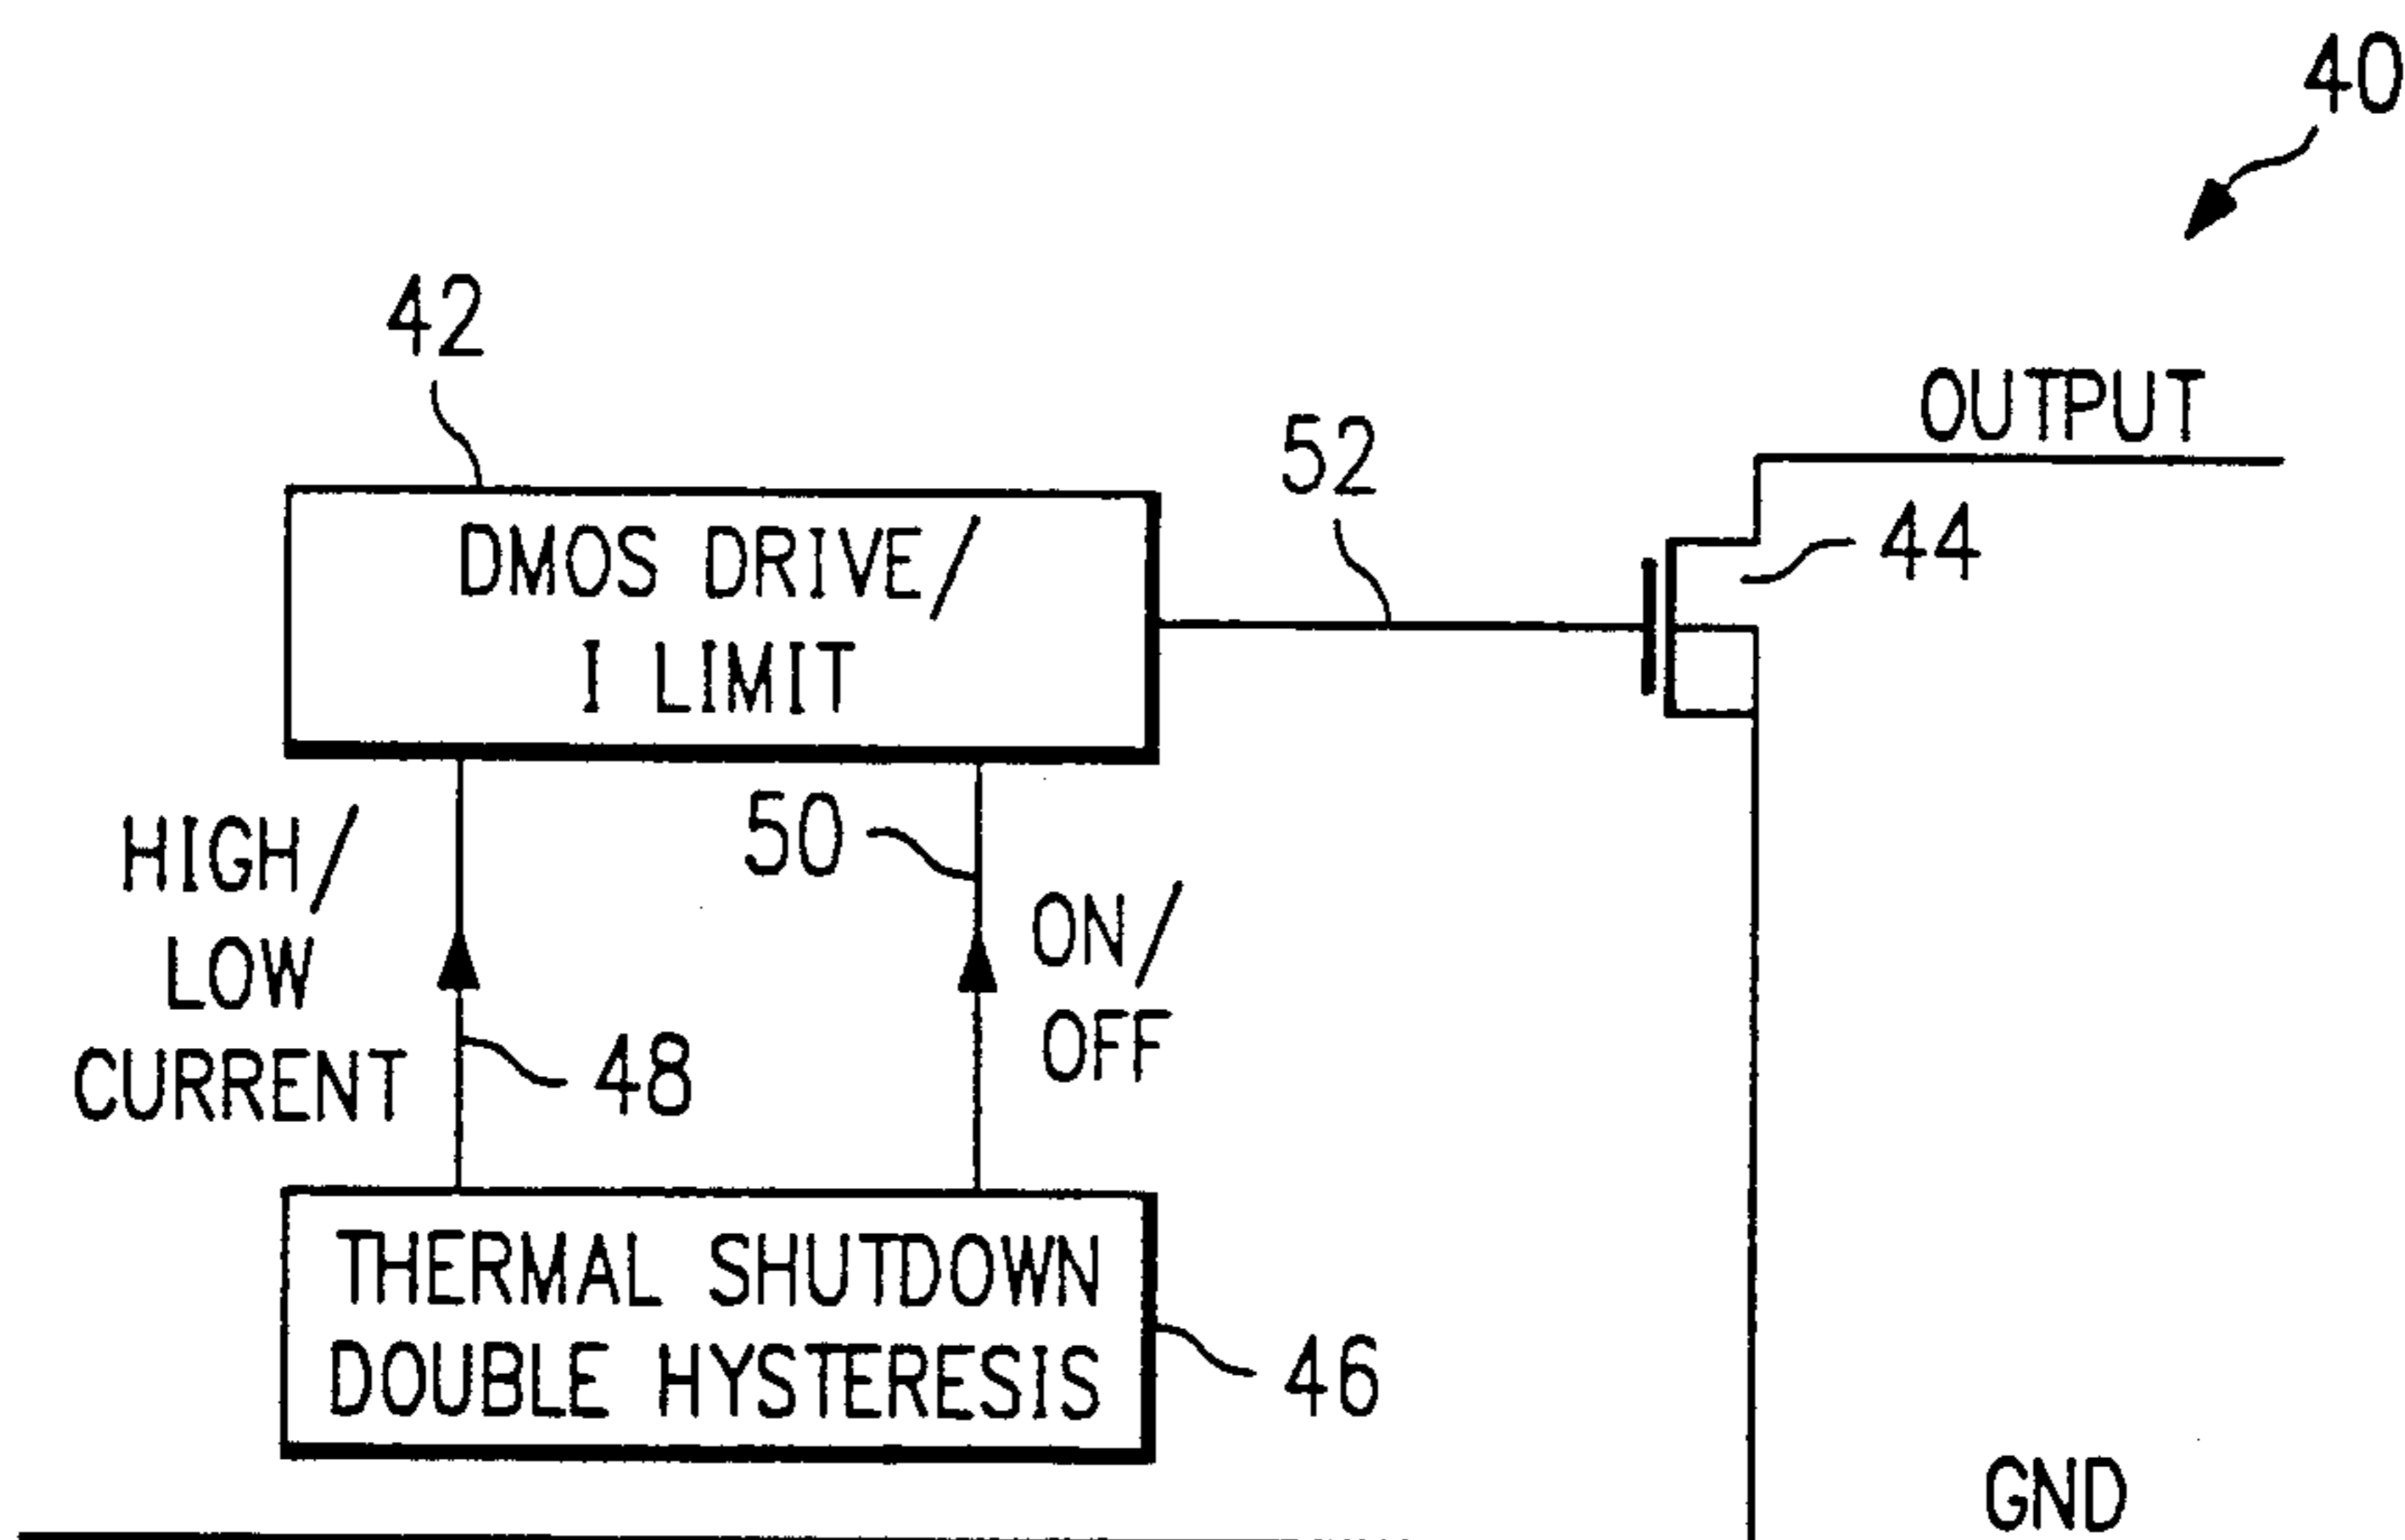 40
42
OUTPUT
52
44
DMOS DRIVE/
I LIMIT
HIGH/
LOW
CURRENT
50
ON/
OFF
48
THERMAL SHUTDOWN
DOUBLE HYSTERESIS
46
GND